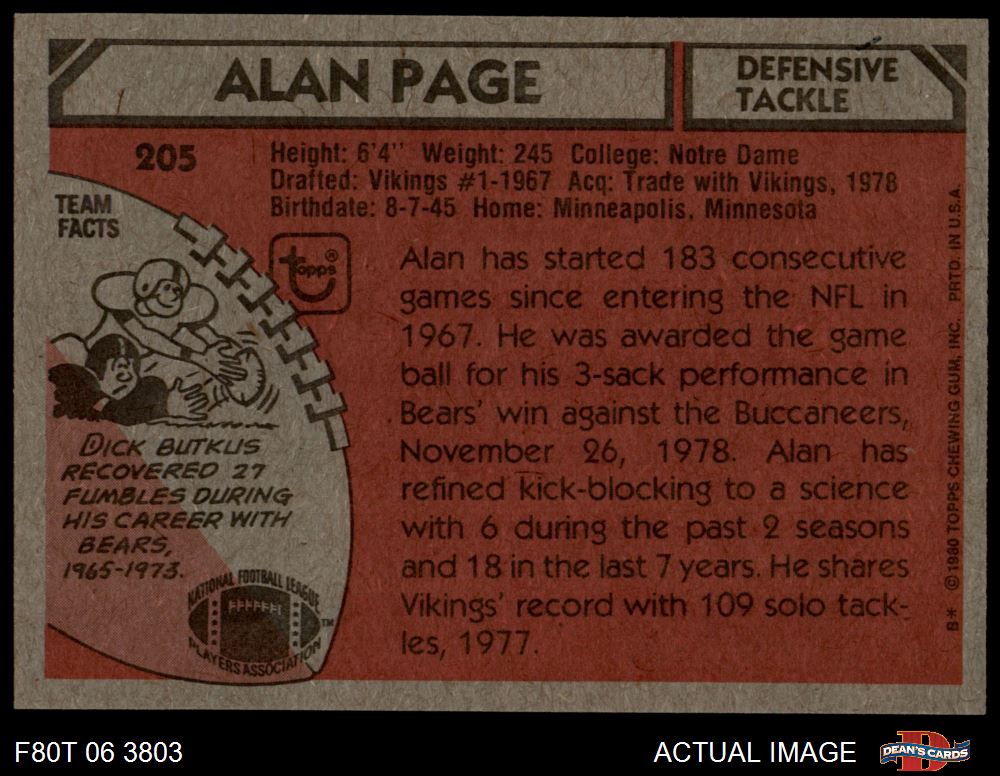 ALAN PAGE
DEFENSIVE
TACKLE
205
Height: 6'4" Weight: 245 College: Notre Dame
Drafted: Vikings #1-1967 Acq: Trade with Vikings, 1978
Birthdate: 8-7-45 Home: Minneapolis, Minnesota
TEAM
FACTS
topps®
DICK BUTKUS
RECOVERED 27
FUMBLES DURING
HIS CAREER WITH
BEARS,
1965-1973.
NATIONAL FOOTBALL LEAGUE
PLAYERS ASSOCIATION
TM
Alan has started 183 consecutive
games since entering the NFL in
1967. He was awarded the game
ball for his 3-sack performance in
Bears' win against the Buccaneers,
November 26, 1978. Alan has
refined kick-blocking to a science
with 6 during the past 2 seasons
and 18 in the last 7 years. He shares
Vikings' record with 109 solo tack-
les, 1977.
B* © 1980 TOPPS CHEWING GUM, INC. PRTD. IN U.S.A.
F80T 06 3803
ACTUAL IMAGE
DEAN'S CARDS